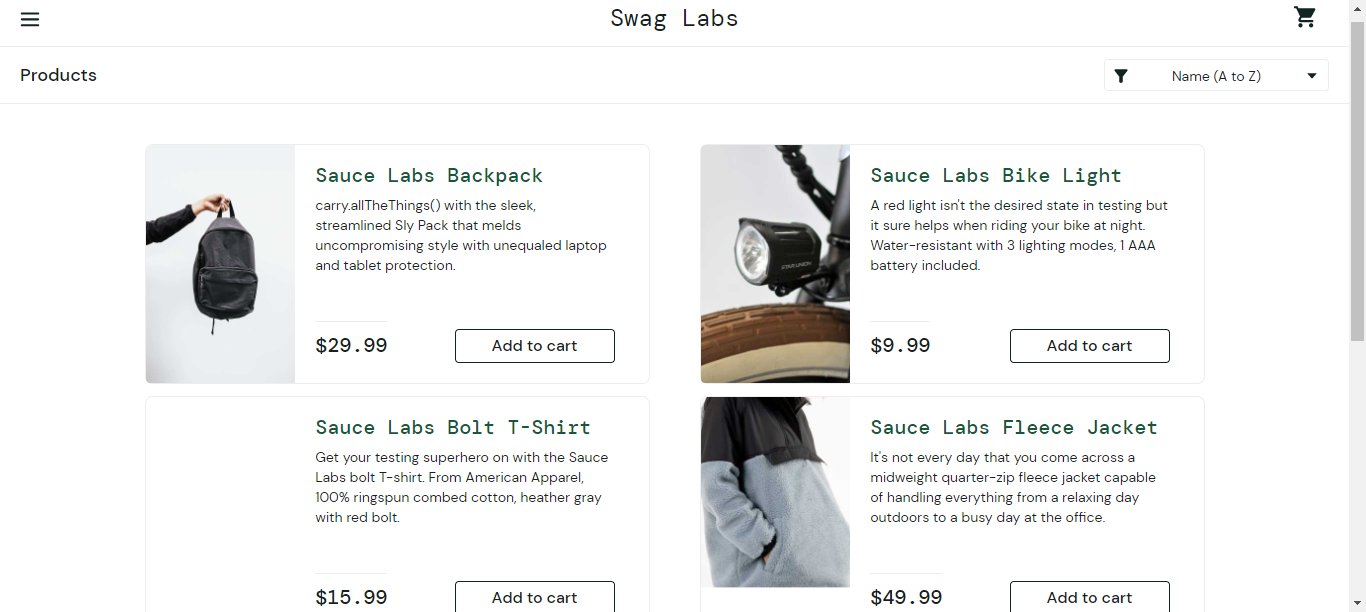 Swag Labs
Products
Name (A to Z)
Sauce Labs Backpack
carry.allTheThings() with the sleek,
streamlined Sly Pack that melds
uncompromising style with unequaled laptop
and tablet protection.
$29.99
Add to cart
Sauce Labs Bike Light
A red light isn't the desired state in testing but
it sure helps when riding your bike at night.
Water-resistant with 3 lighting modes, 1 AAA
battery included.
STAR UNION
$9.99
Add to cart
Sauce Labs Bolt T-Shirt
Get your testing superhero on with the Sauce
Labs bolt T-shirt. From American Apparel,
100% ringspun combed cotton, heather gray
with red bolt.
$15.99
Add to cart
Sauce Labs Fleece Jacket
It's not every day that you come across a
midweight quarter-zip fleece jacket capable
of handling everything from a relaxing day
outdoors to a busy day at the office.
$49.99
Add to cart